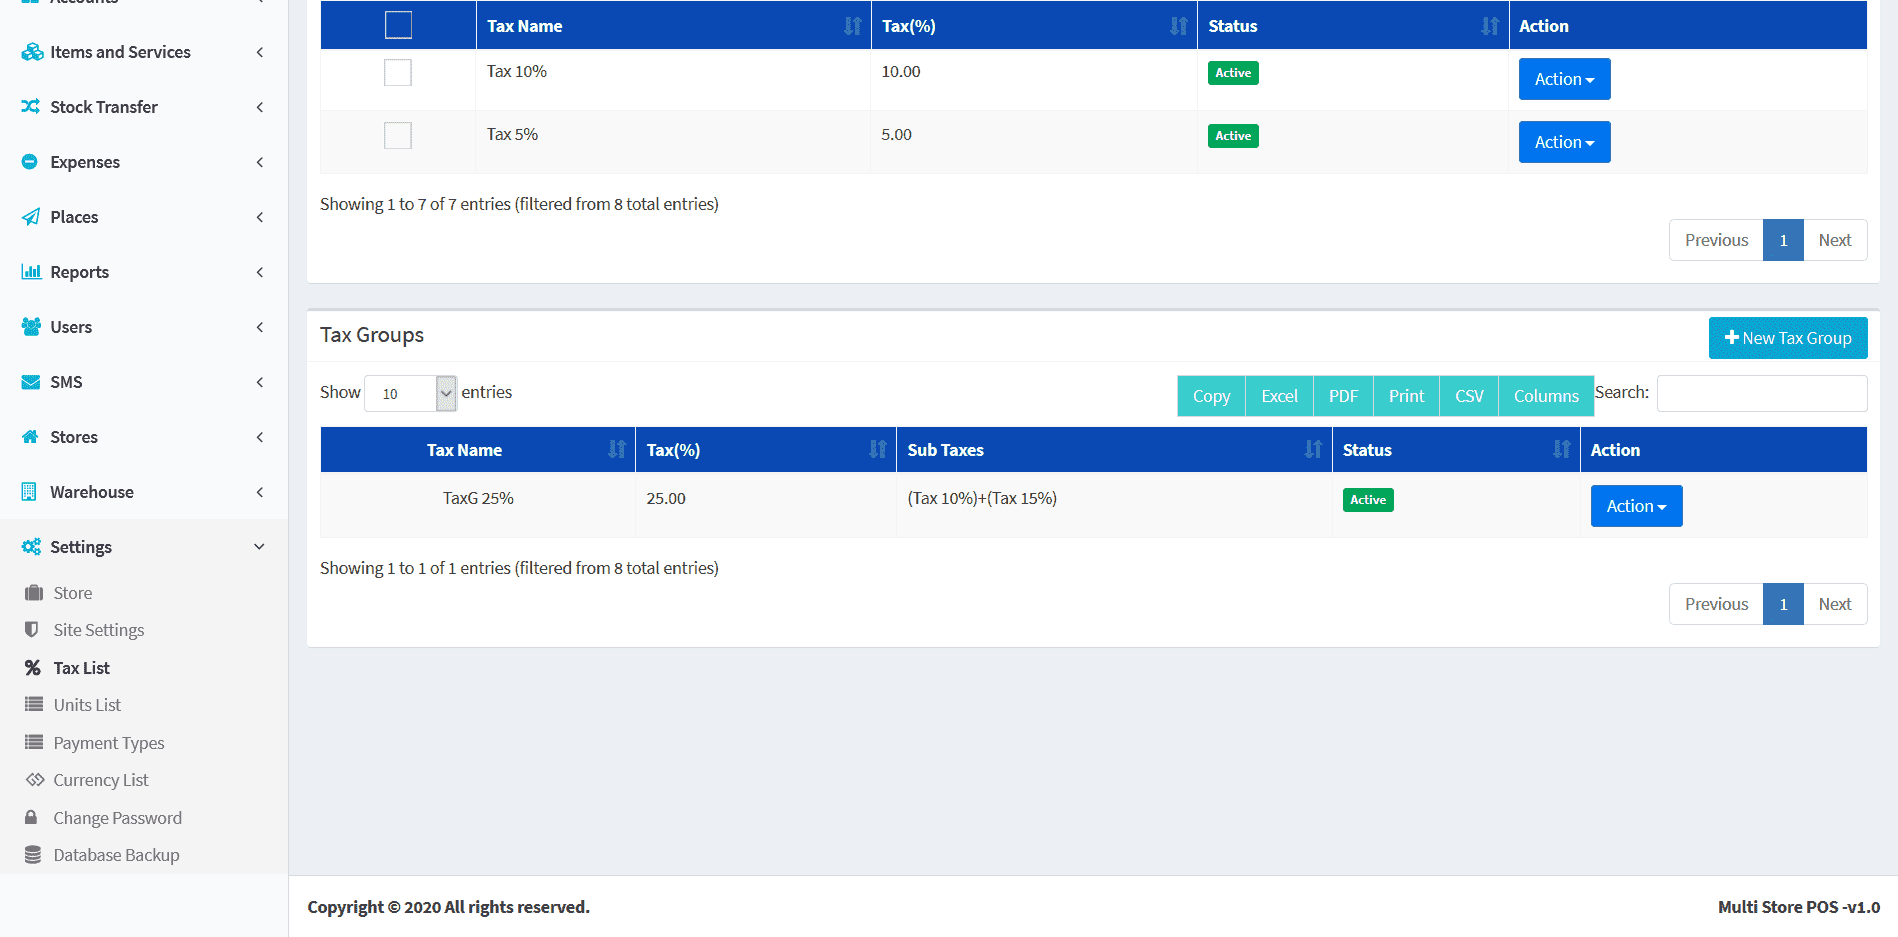 Accounts
Items and Services
Stock Transfer
Expenses
Places
Reports
Users
SMS
Stores
Warehouse
Settings
Store
Site Settings
Tax List
Units List
Payment Types
Currency List
Change Password
Database Backup
Tax Name Tax(%) Status Action
Tax 10% 10.00 Active Action
Tax 5% 5.00 Active Action
Showing 1 to 7 of 7 entries (filtered from 8 total entries)
Previous 1 Next
Tax Groups
New Tax Group
Show 10 entries
Copy Excel PDF Print CSV Columns Search:
Tax Name Tax(%) Sub Taxes Status Action
TaxG 25% 25.00 (Tax 10%)+(Tax 15%) Active Action
Showing 1 to 1 of 1 entries (filtered from 8 total entries)
Previous 1 Next
Copyright © 2020 All rights reserved.
Multi Store POS -v1.0